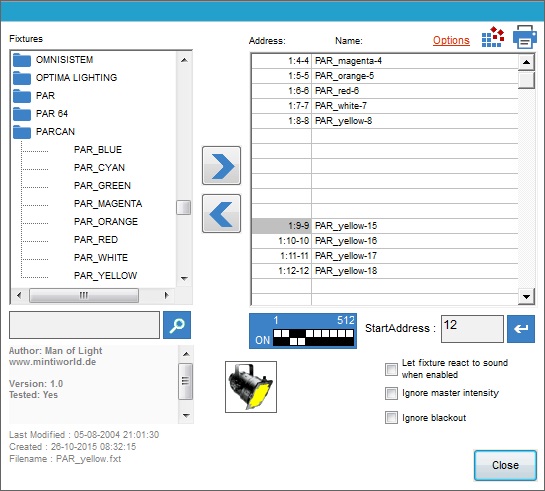 Fixtures
Address: Name: Options
OMNISISTEM
OPTIMA LIGHTING
PAR
PAR 64
PARCAN
PAR_BLUE
PAR_CYAN
PAR_GREEN
PAR_MAGENTA
PAR_ORANGE
PAR_RED
PAR_WHITE
PAR_YELLOW
1:4-4 PAR_magenta-4
1:5-5 PAR_orange-5
1:6-6 PAR_red-6
1:7-7 PAR_white-7
1:8-8 PAR_yellow-8
1:9-9 PAR_yellow-15
1:10-10 PAR_yellow-16
1:11-11 PAR_yellow-17
1:12-12 PAR_yellow-18
1 512
ON
StartAddress : 12
Author: Man of Light
www.mintiworld.de
Version: 1.0
Tested: Yes
Let fixture react to sound
when enabled
Ignore master intensity
Ignore blackout
Last Modified : 05-08-2004 21:01:30
Created : 26-10-2015 08:32:15
Filename : PAR_yellow.fxt
Close